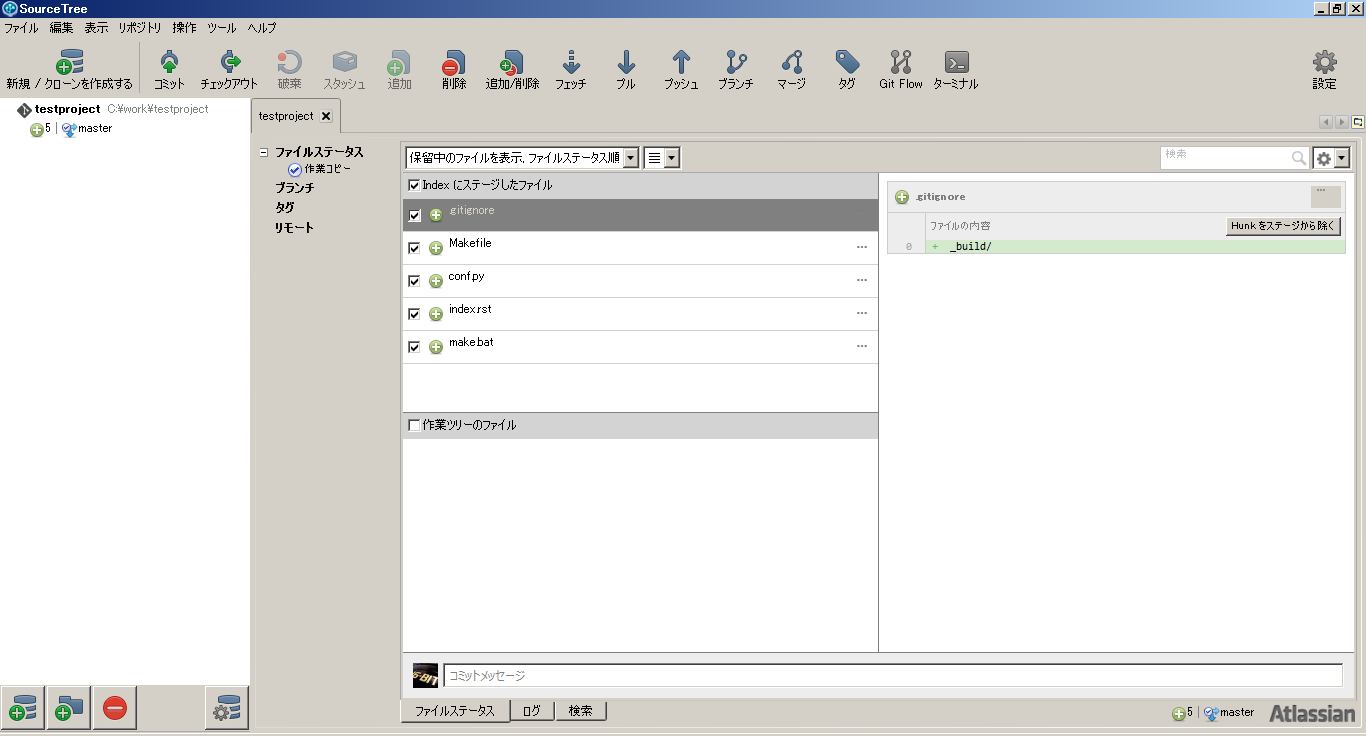 SourceTree
ファイル 編集 表示 リポジトリ 操作 ツール ヘルプ
新規 / クローンを作成する コミット チェックアウト 破棄 スタッシュ 追加 削除 追加/削除 フェッチ プル プッシュ ブランチ マージ タグ Git Flow ターミナル 設定
testproject C:¥work¥testproject
5 master
testproject
ファイルステータス
作業コピー
ブランチ
タグ
リモート
保留中のファイルを表示, ファイルステータス順
検索
Index にステージしたファイル
.gitignore
Makefile ...
conf.py ...
index.rst ...
make.bat ...
作業ツリーのファイル
.gitignore ...
ファイルの内容 Hunk をステージから除く
0 + _build/
コミットメッセージ
ファイルステータス ログ 検索
5 master Atlassian